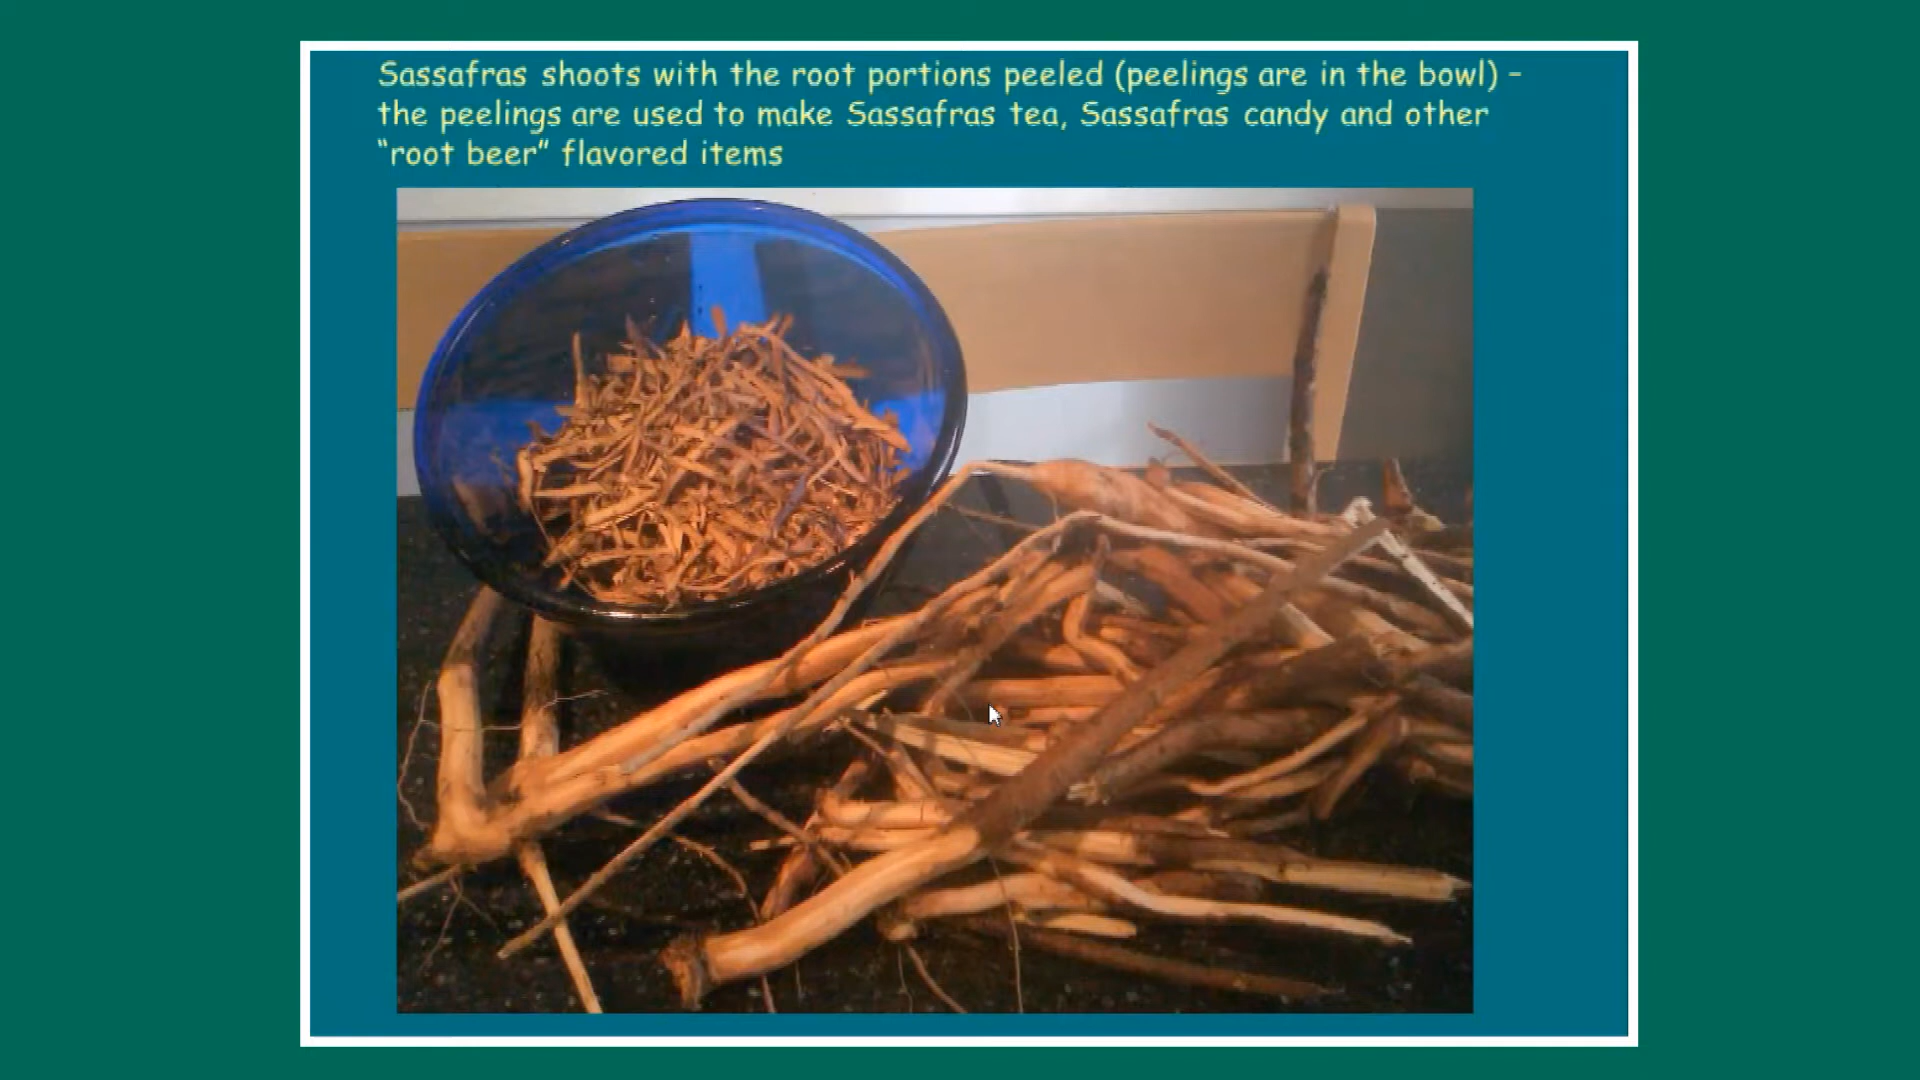 Sassafras shoots with the root portions peeled (peelings are in the bowl) –
the peelings are used to make Sassafras tea, Sassafras candy and other
“root beer” flavored items